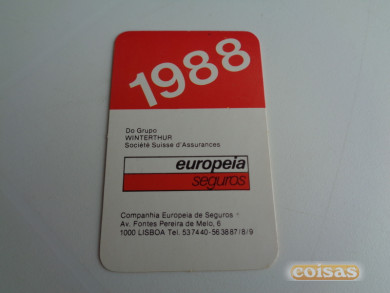 1988
Do Grupo
WINTERTHUR
Société Suisse d'Assurances
europeia
seguros
Companhia Europeia de Seguros
Av. Fontes Pereira de Melo, 6
1000 LISBOA Tel. 537440-563887/8/9
coisas